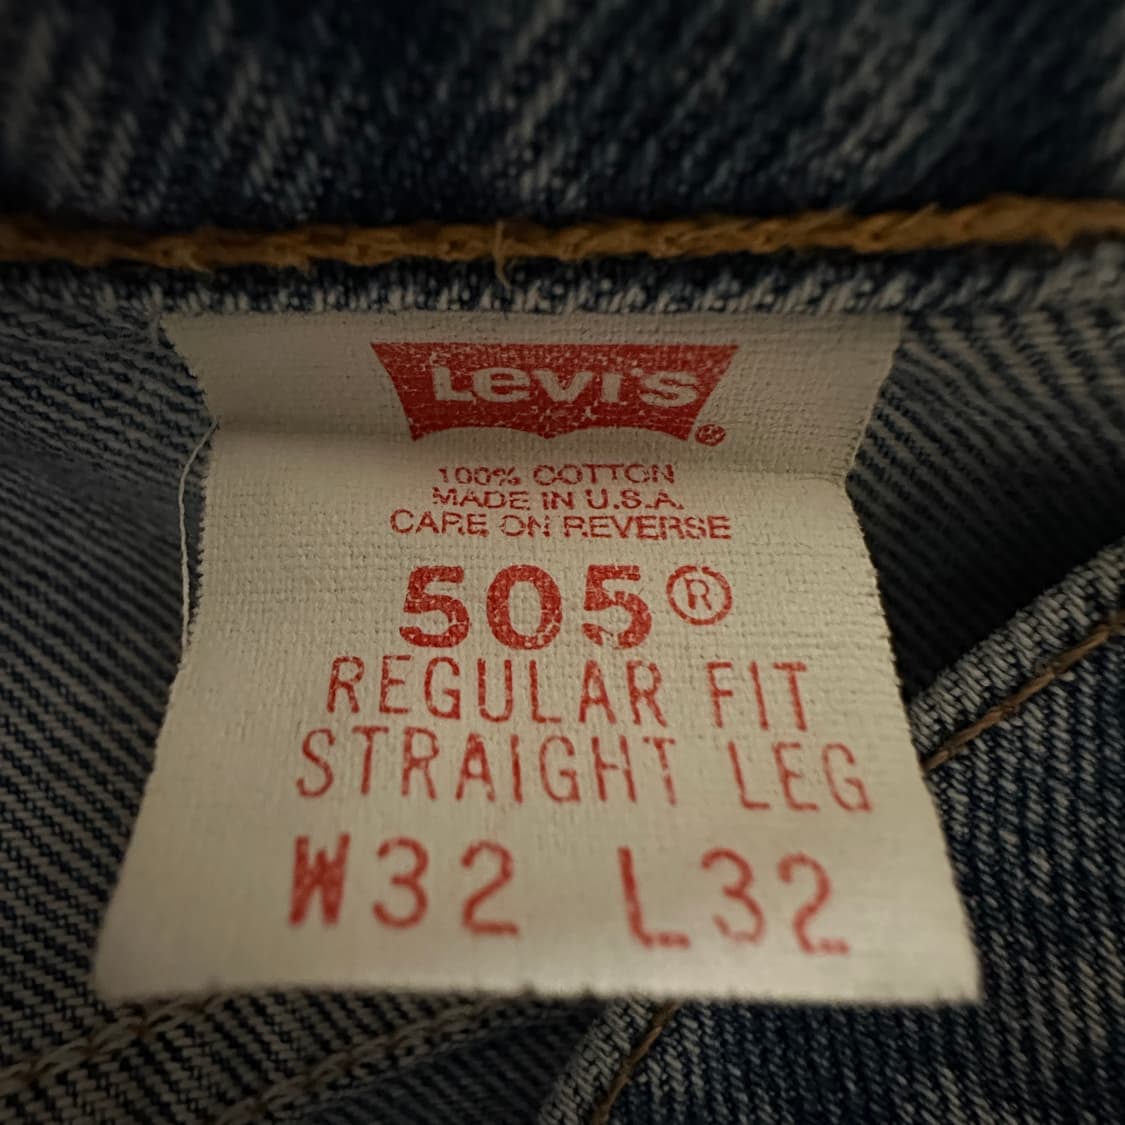 Levi's®
100% COTTON
MADE IN U.S.A.
CARE ON REVERSE
505®
REGULAR FIT
STRAIGHT LEG
W32 L32